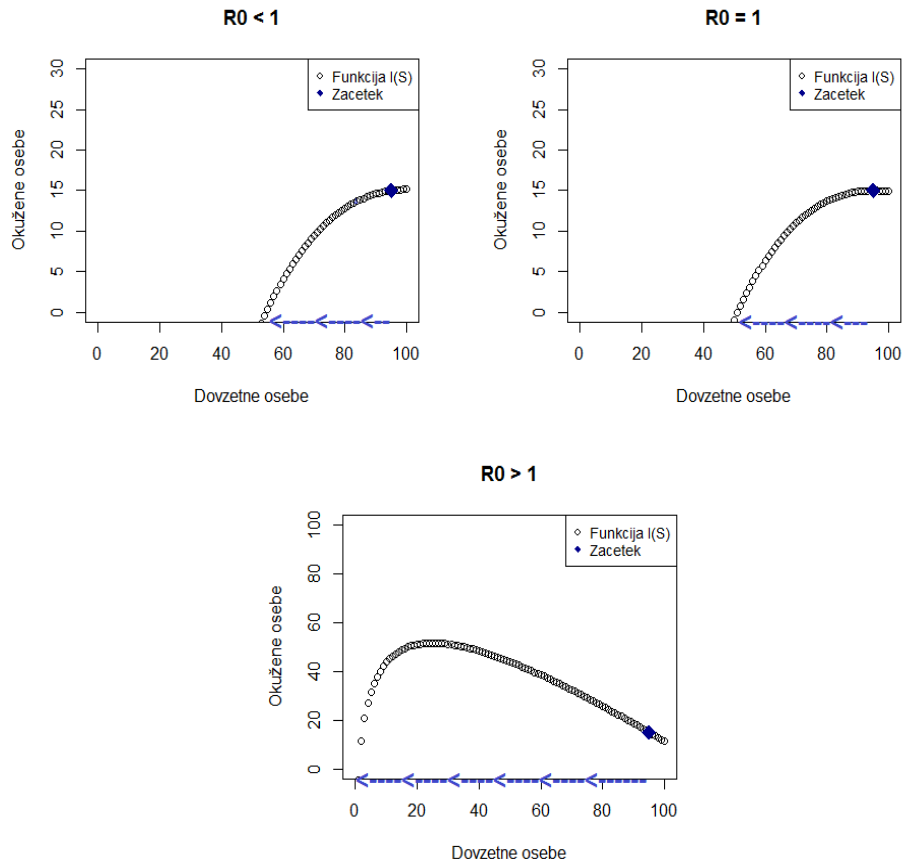 R0 < 1
Funkcija I(S)
Zacetek
Okužene osebe
30
25
20
15
10
5
0
0 20 40 60 80 100
Dovzetne osebe
R0 = 1
Funkcija I(S)
Zacetek
Okužene osebe
30
25
20
15
10
5
0
0 20 40 60 80 100
Dovzetne osebe
R0 > 1
Funkcija I(S)
Zacetek
Okužene osebe
100
80
60
40
20
0
0 20 40 60 80 100
Dovzetne osebe